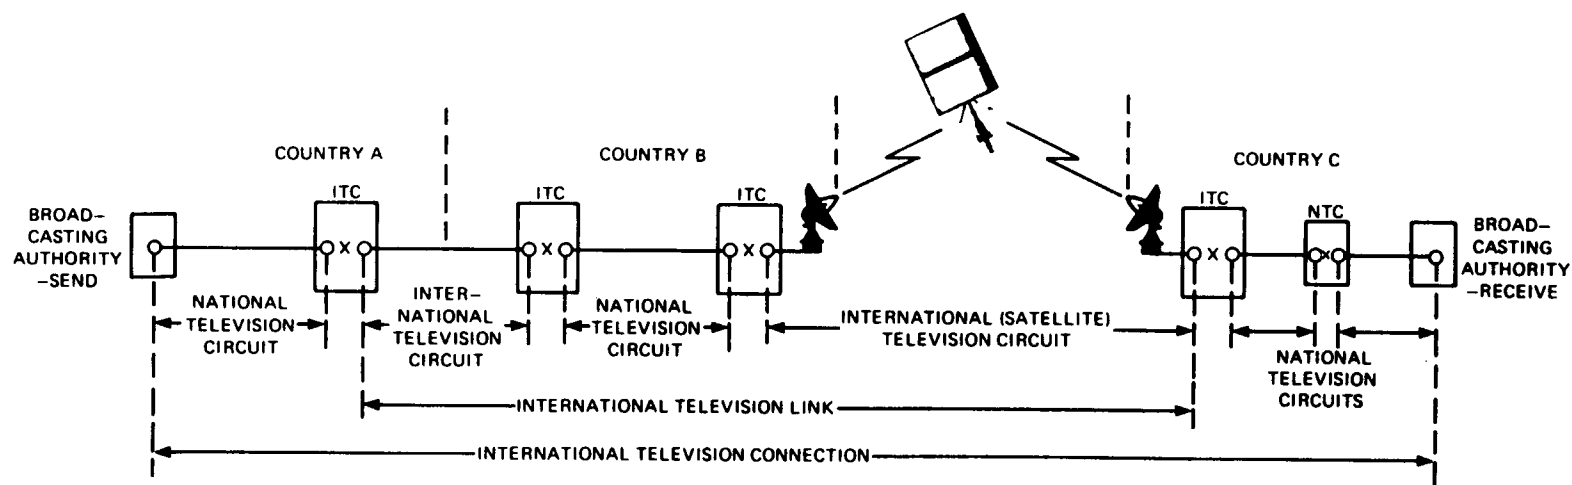 COUNTRY A
COUNTRY B
COUNTRY C
BROAD–
CASTING
AUTHORITY
–SEND
ITC
X
ITC
X
ITC
X
ITC
X
NTC
X
BROAD–
CASTING
AUTHORITY
–RECEIVE
NATIONAL
TELEVISION
CIRCUIT
INTER–
NATIONAL
TELEVISION
CIRCUIT
NATIONAL
TELEVISION
CIRCUIT
INTERNATIONAL (SATELLITE)
TELEVISION CIRCUIT
NATIONAL
TELEVISION
CIRCUITS
INTERNATIONAL TELEVISION LINK
INTERNATIONAL TELEVISION CONNECTION